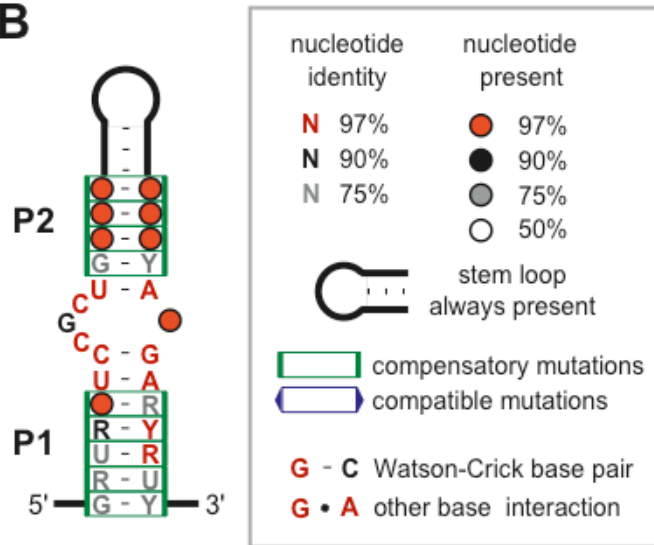 B
P2
G - Y
U - A
C
G
C
C - G
U - A
- R
P1
R - Y
U - R
R - U
5' G - Y 3'
nucleotide identity
N 97%
N 90%
N 75%
nucleotide present
97%
90%
75%
50%
stem loop
always present
compensatory mutations
compatible mutations
G - C Watson-Crick base pair
G • A other base interaction